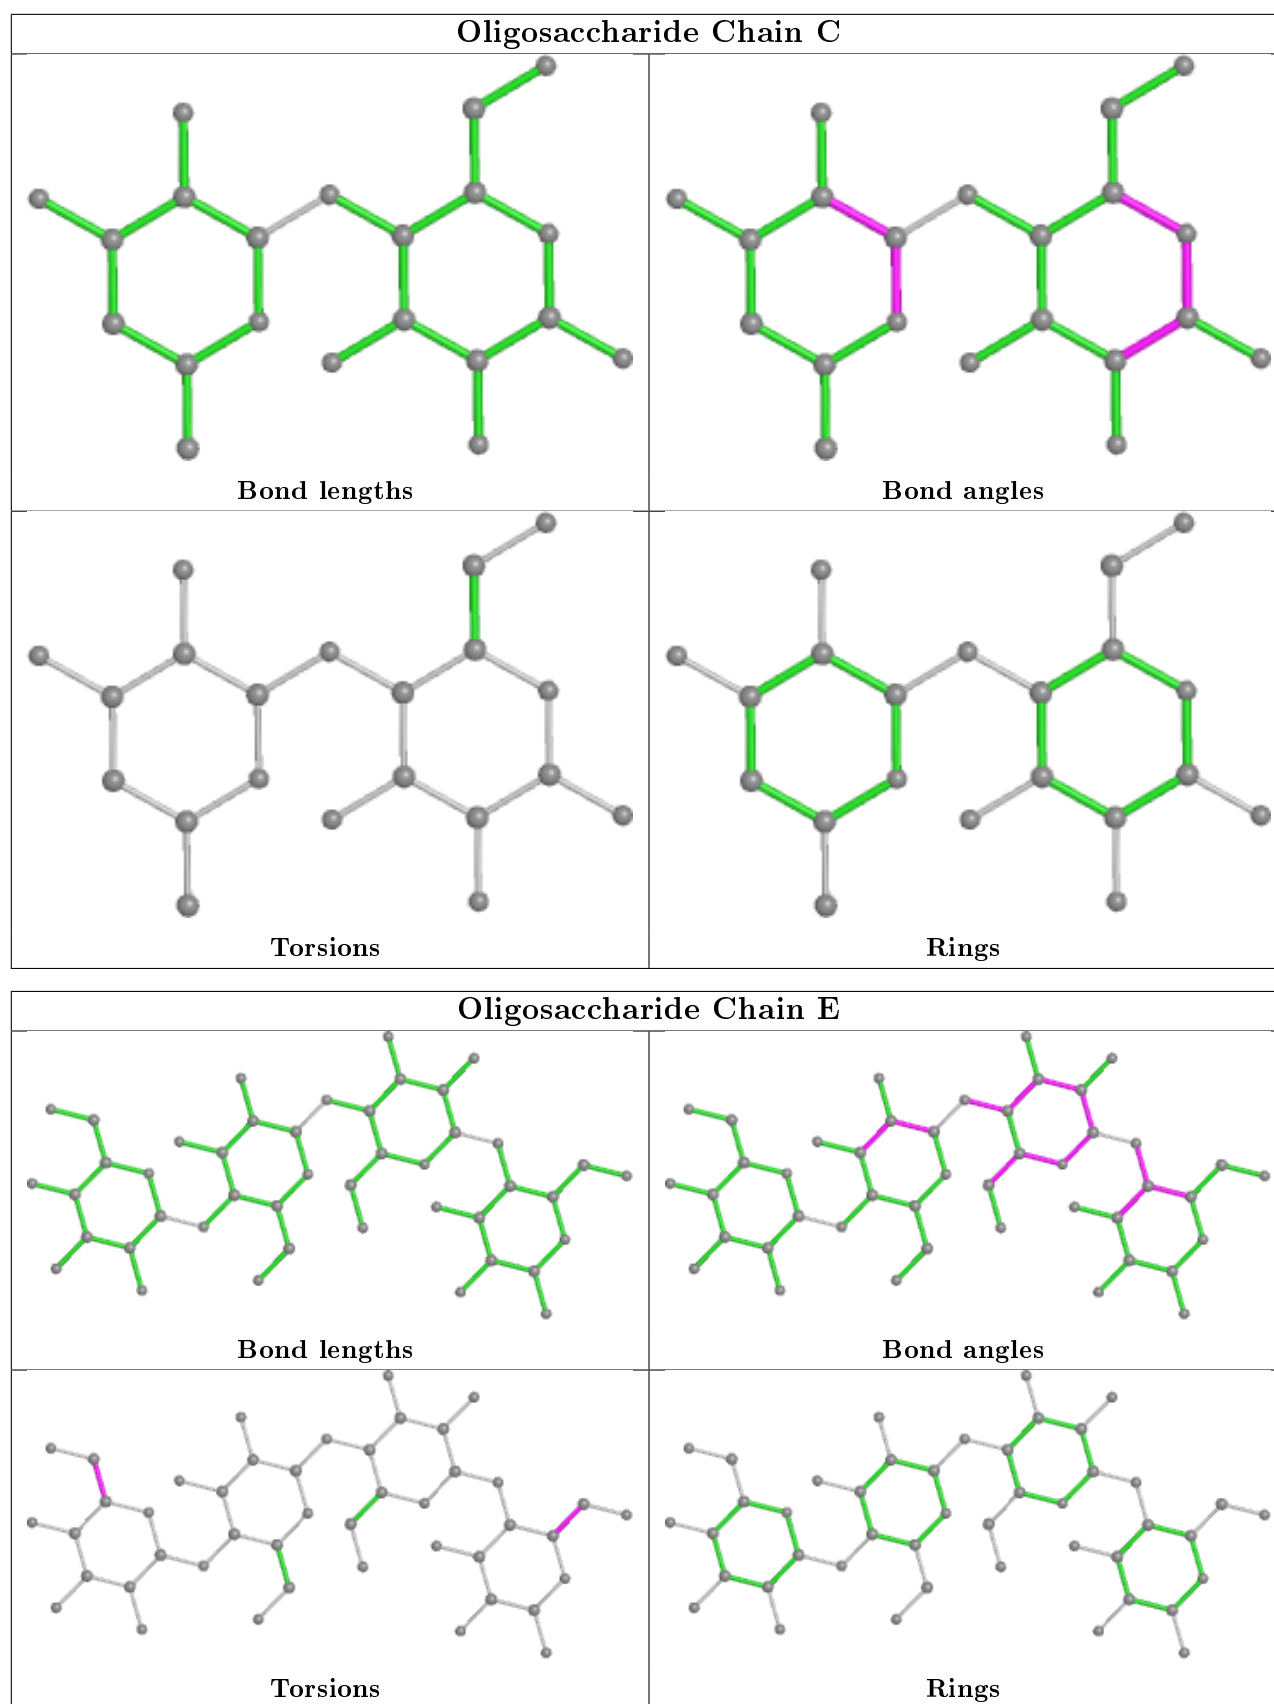 Oligosaccharide Chain C
Bond lengths
Bond angles
Torsions
Rings
Oligosaccharide Chain E
Bond lengths
Bond angles
Torsions
Rings